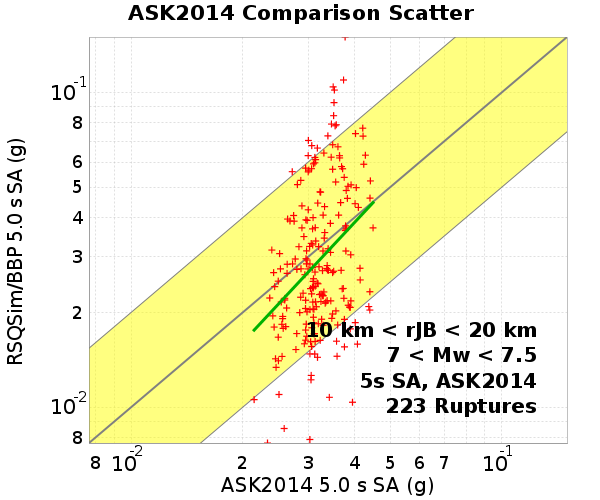 ASK2014 Comparison Scatter
RSQSim/BBP 5.0 s SA (g)
10⁻¹
8
6
5
4
3
2
10⁻²
8
10 km < rJB < 20 km
7 < Mw < 7.5
5s SA, ASK2014
223 Ruptures
8 10⁻² 2 3 4 5 6 7 10⁻¹
ASK2014 5.0 s SA (g)